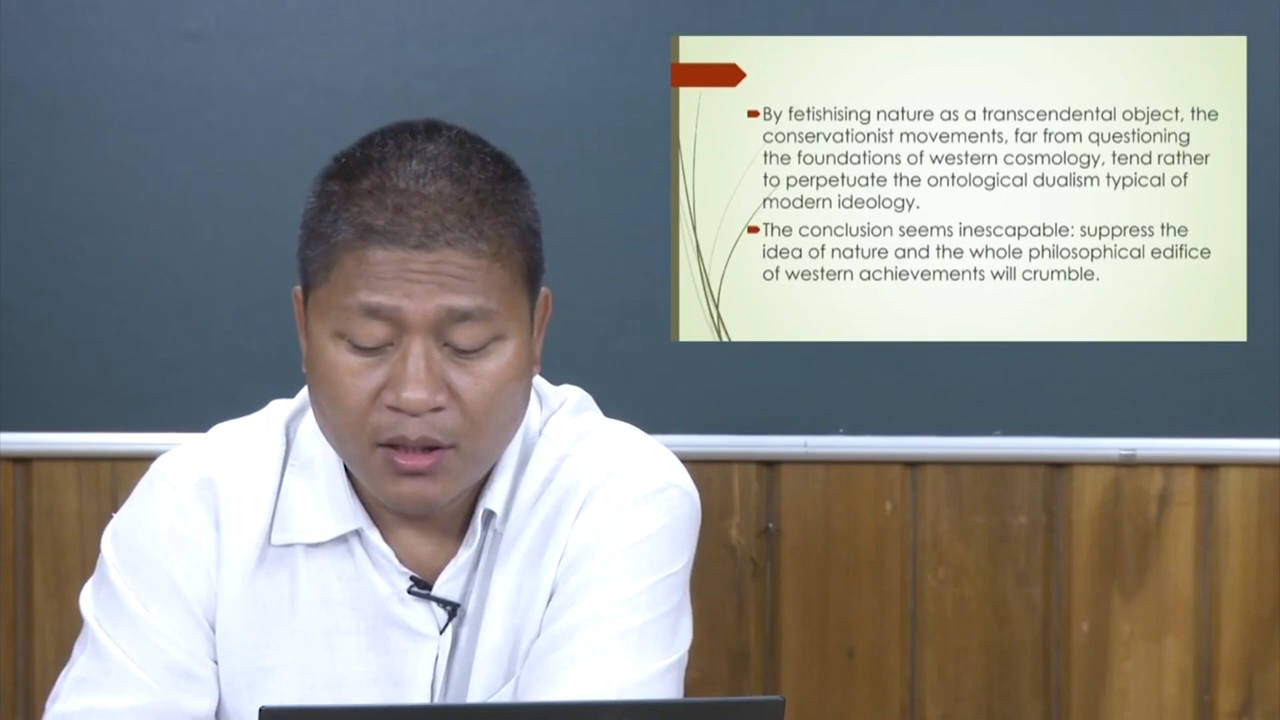 By fetishising nature as a transcendental object, the
conservationist movements, far from questioning
the foundations of western cosmology, tend rather
to perpetuate the ontological dualism typical of
modern ideology.
The conclusion seems inescapable: suppress the
idea of nature and the whole philosophical edifice
of western achievements will crumble.